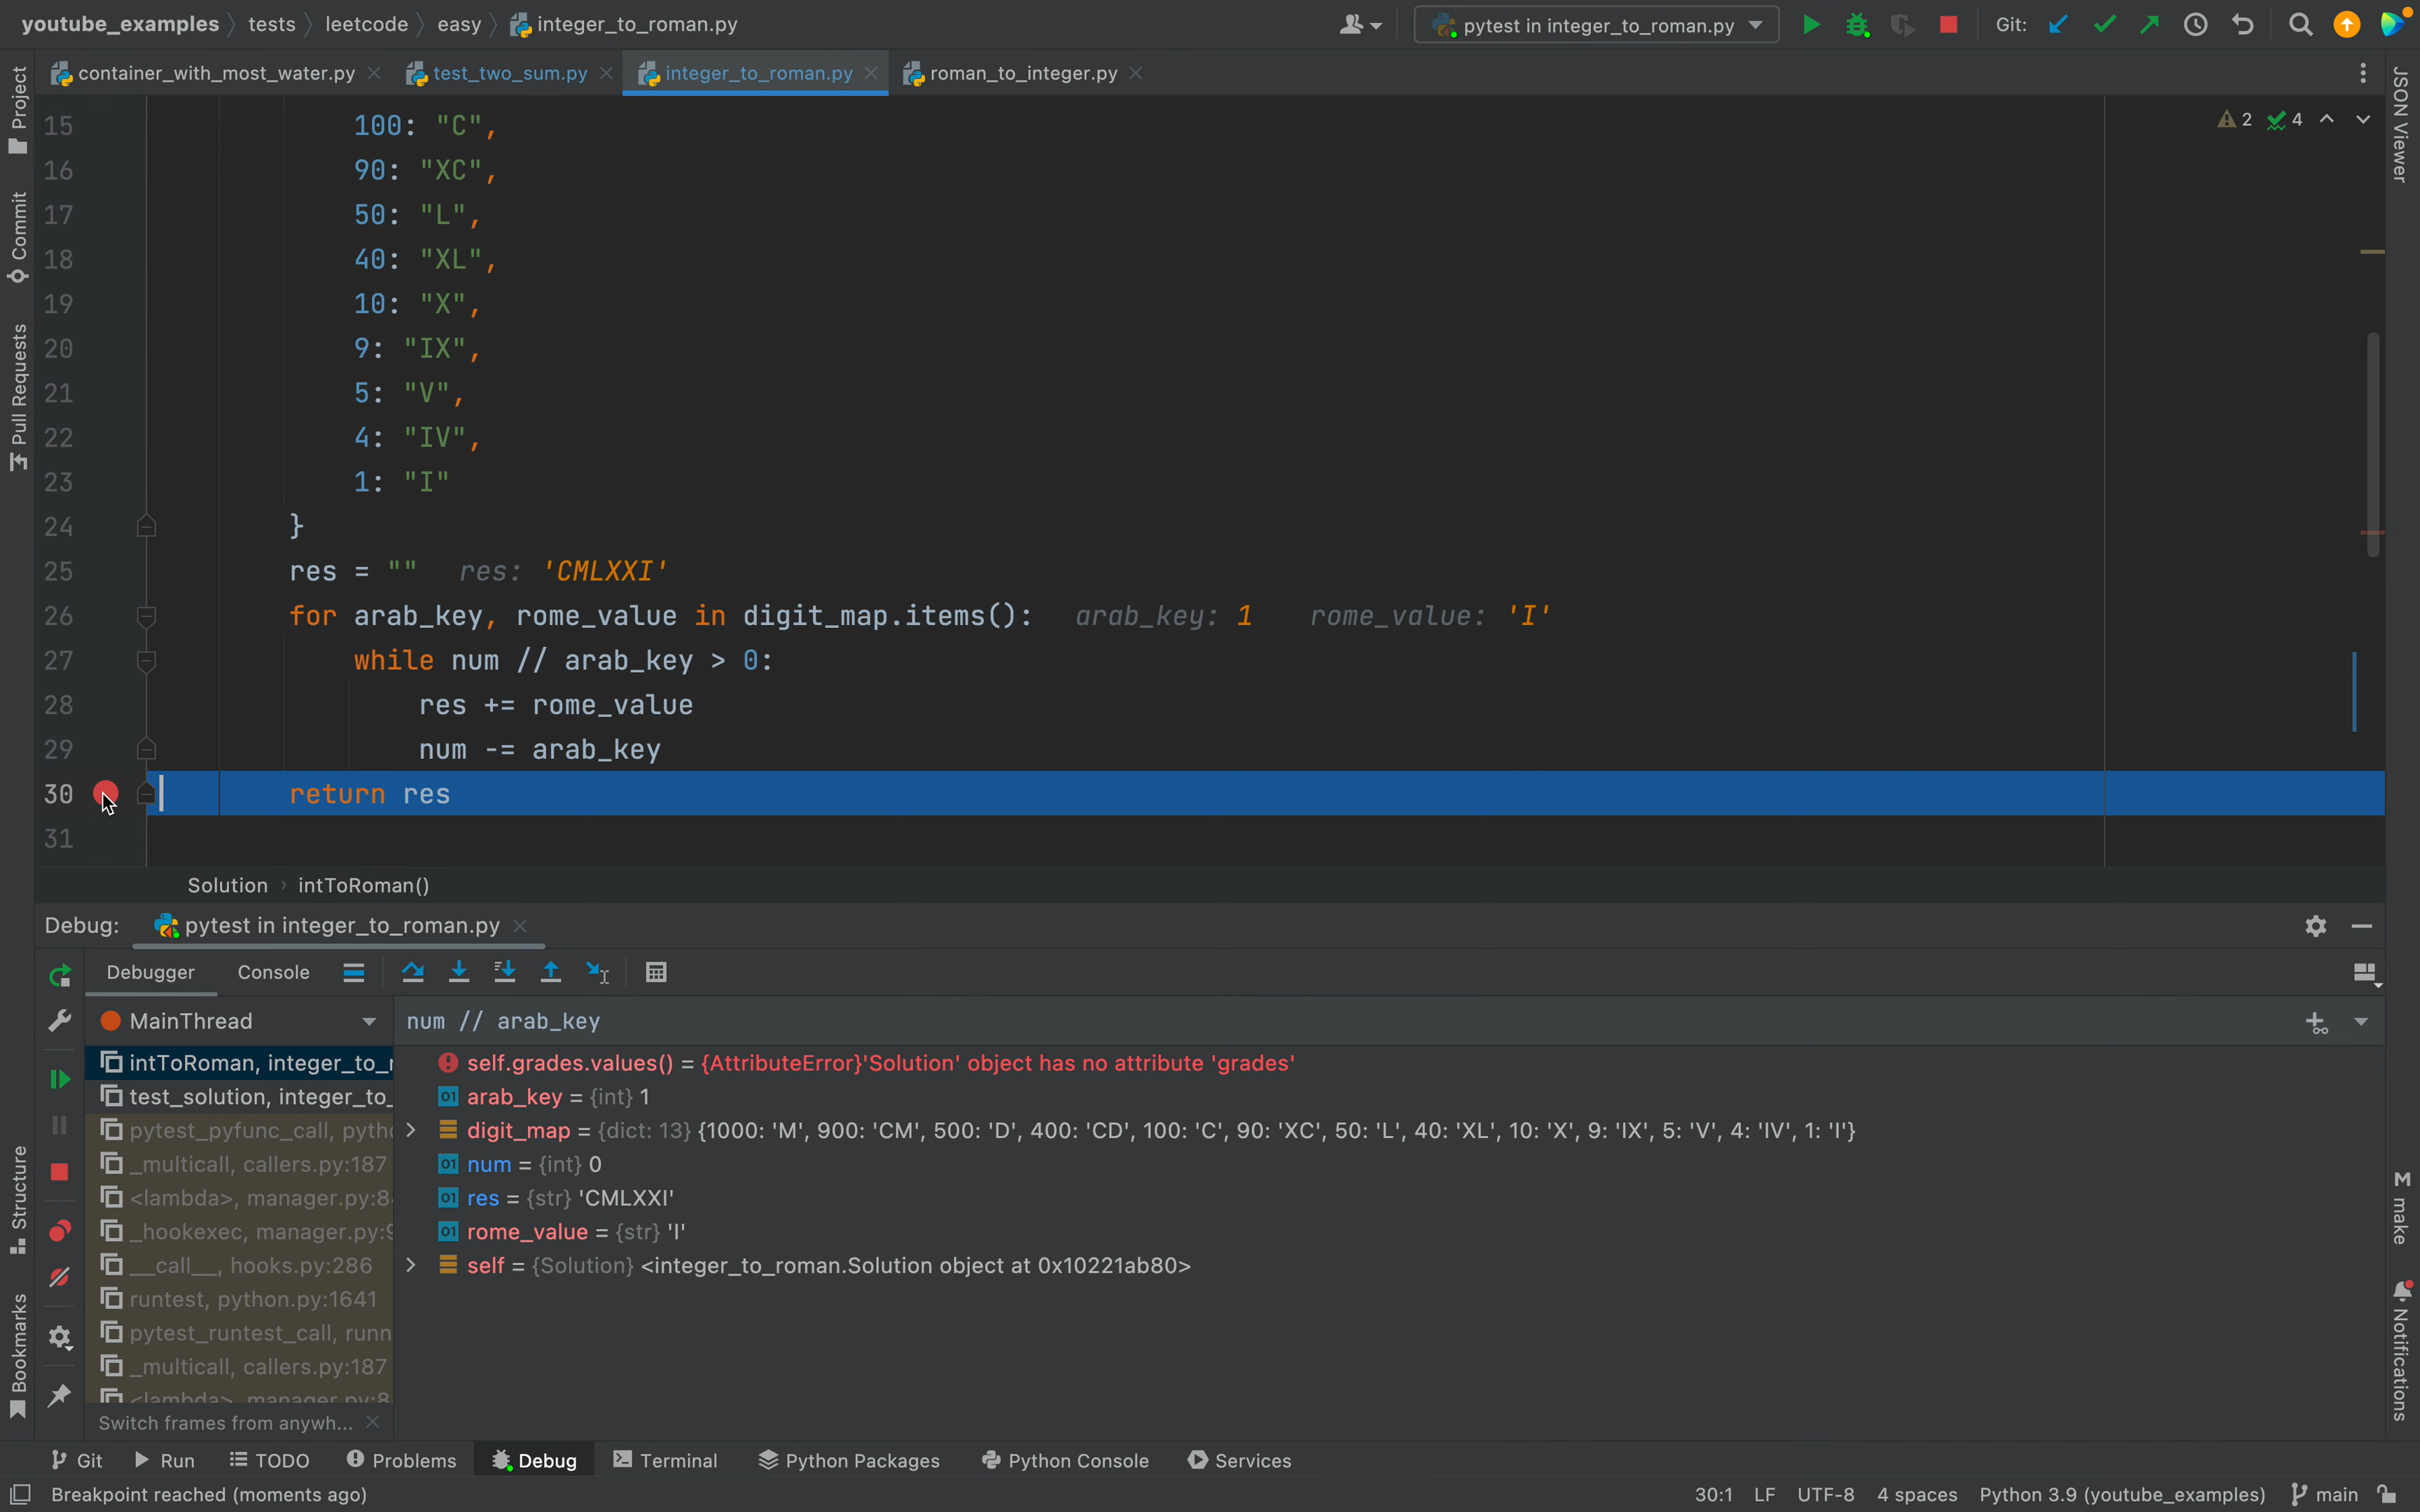 youtube_examples tests leetcode easy integer_to_roman.py pytest in integer_to_roman.py Git:
container_with_most_water.py test_two_sum.py integer_to_roman.py roman_to_integer.py
Project
Commit
Pull Requests
JSON Viewer
2 4
15 100: "C",
16 90: "XC",
17 50: "L",
18 40: "XL",
19 10: "X",
20 9: "IX",
21 5: "V",
22 4: "IV",
23 1: "I"
24 }
25 res = "" res: 'CMLXXI'
26 for arab_key, rome_value in digit_map.items(): arab_key: 1 rome_value: 'I'
27 while num // arab_key > 0:
28 res += rome_value
29 num -= arab_key
30 return res
31
Solution intToRoman()
Debug: pytest in integer_to_roman.py
Debugger Console
MainThread
num // arab_key
intToRoman, integer_to_r
test_solution, integer_to_
pytest_pyfunc_call, pytho
_multicall, callers.py:187
<lambda>, manager.py:84
_hookexec, manager.py:9
__call__, hooks.py:286
runtest, python.py:1641
pytest_runtest_call, runn
_multicall, callers.py:187
<lambda>, manager.py:8
Switch frames from anywh...
self.grades.values() = {AttributeError}'Solution' object has no attribute 'grades'
arab_key = {int} 1
digit_map = {dict: 13} {1000: 'M', 900: 'CM', 500: 'D', 400: 'CD', 100: 'C', 90: 'XC', 50: 'L', 40: 'XL', 10: 'X', 9: 'IX', 5: 'V', 4: 'IV', 1: 'I'}
num = {int} 0
res = {str} 'CMLXXI'
rome_value = {str} 'I'
self = {Solution} <integer_to_roman.Solution object at 0x10221ab80>
Structure
Bookmarks
make
Notifications
Git Run TODO Problems Debug Terminal Python Packages Python Console Services
Breakpoint reached (moments ago) 30:1 LF UTF-8 4 spaces Python 3.9 (youtube_examples) main